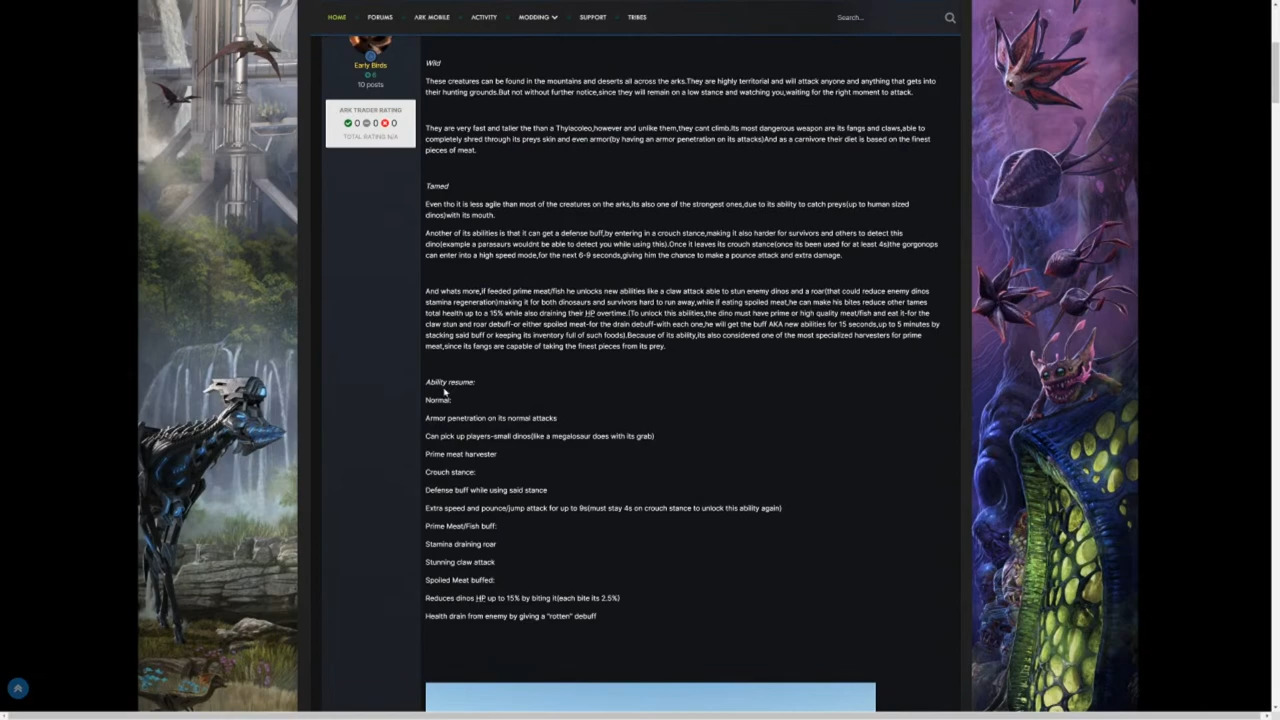 HOME FORUMS ARK MOBILE ACTIVITY MODDING SUPPORT TRIBES Search...
Early Birds
6
10 posts
ARK TRADER RATING
0 0 0
TOTAL RATING N/A
Wild
These creatures can be found in the mountains and deserts all across the arks.They are highly territorial and will attack anyone and anything that gets into
their hunting grounds.But not without further notice,since they will remain on a low stance and watching you,waiting for the right moment to attack.
They are very fast and taller the than a Thylacoleo,however and unlike them,they cant climb.Its most dangerous weapon are its fangs and claws,able to
completely shred through its preys skin and even armor(by having an armor penetration on its attacks)And as a carnivore their diet is based on the finest
pieces of meat.
Tamed
Even tho it is less agile than most of the creatures on the arks,its also one of the strongest ones,due to its ability to catch preys(up to human sized
dinos)with its mouth.
Another of its abilities is that it can get a defense buff,by entering in a crouch stance,making it also harder for survivors and others to detect this
dino(example a parasaurs wouldnt be able to detect you while using this).Once it leaves its crouch stance(once its been used for at least 4s)the gorgonops
can enter into a high speed mode,for the next 6-9 seconds,giving him the chance to make a pounce attack and extra damage.
And whats more,if feeded prime meat/fish he unlocks new abilities like a claw attack able to stun enemy dinos and a roar(that could reduce enemy dinos
stamina regeneration)making it for both dinosaurs and survivors hard to run away,while if eating spoiled meat,he can make his bites reduce other tames
total health up to a 15% while also draining their HP overtime.(To unlock this abilities,the dino must have prime or high quality meat/fish and eat it-for the
claw stun and roar debuff-or either spoiled meat-for the drain debuff-with each one,he will get the buff AKA new abilities for 15 seconds,up to 5 minutes by
stacking said buff or keeping its inventory full of such foods).Because of its ability,its also considered one of the most specialized harvesters for prime
meat,since its fangs are capable of taking the finest pieces from its prey.
Ability resume:
Normal:
Armor penetration on its normal attacks
Can pick up players-small dinos(like a megalosaur does with its grab)
Prime meat harvester
Crouch stance:
Defense buff while using said stance
Extra speed and pounce/jump attack for up to 9s(must stay 4s on crouch stance to unlock this ability again)
Prime Meat/Fish buff:
Stamina draining roar
Stunning claw attack
Spoiled Meat buffed:
Reduces dinos HP up to 15% by biting it(each bite its 2.5%)
Health drain from enemy by giving a "rotten" debuff